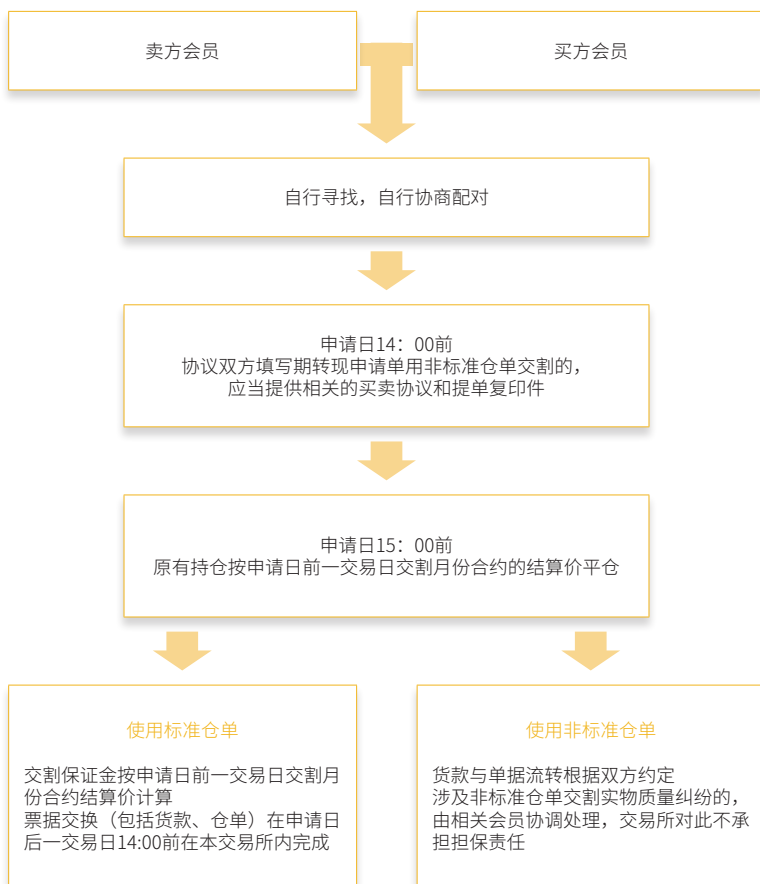 卖方会员
买方会员
自行寻找，自行协商配对
申请日14：00前
协议双方填写期转现申请单用非标准仓单交割的，
应当提供相关的买卖协议和提单复印件
申请日15：00前
原有持仓按申请日前一交易日交割月份合约的结算价平仓
使用标准仓单
交割保证金按申请日前一交易日交割月
份合约结算价计算
票据交换（包括货款、仓单）在申请日
后一交易日14:00前在本交易所内完成
使用非标准仓单
货款与单据流转根据双方约定
涉及非标准仓单交割实物质量纠纷的，
由相关会员协调处理，交易所对此不承
担担保责任